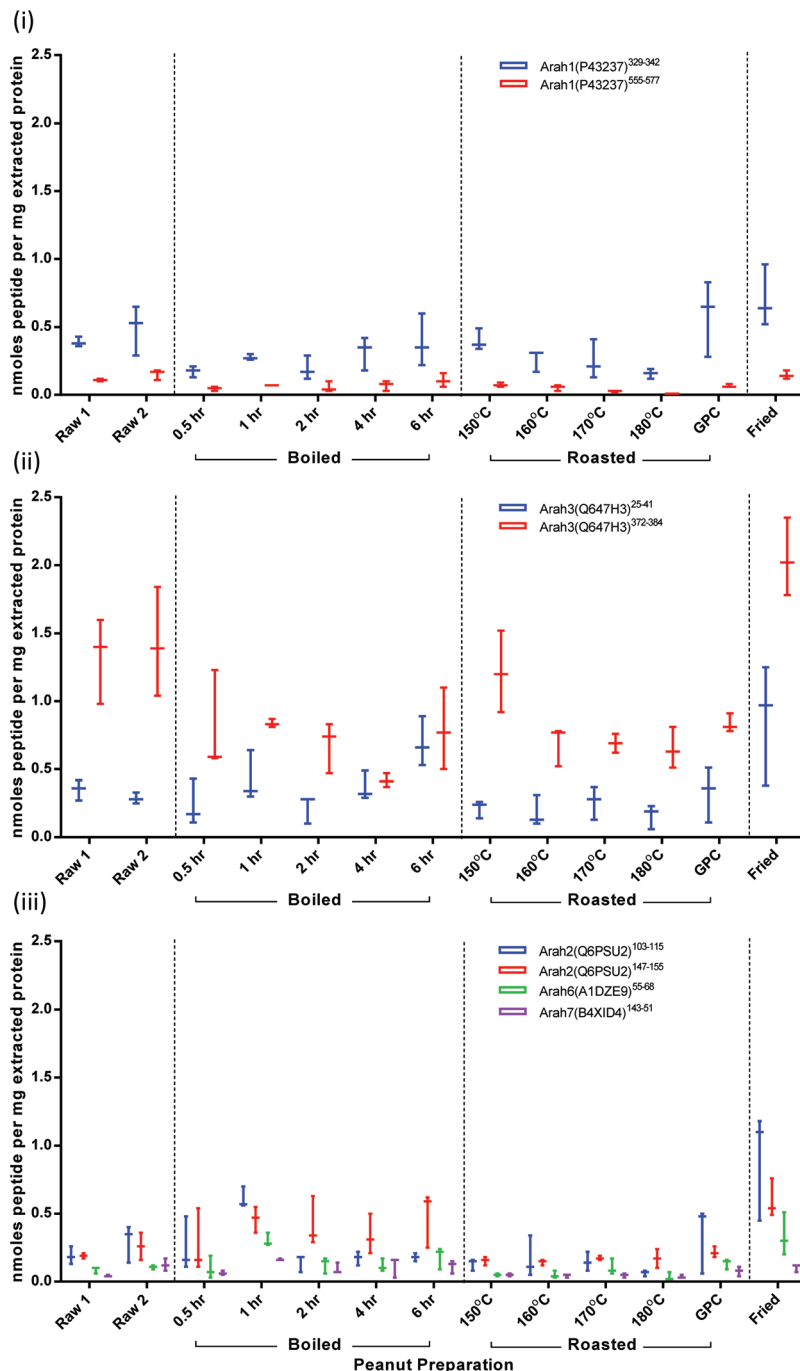 (i)
nmoles peptide per mg extracted protein
2.5
2.0
1.5
1.0
0.5
0.0
Arah1(P43237)329-342
Arah1(P43237)555-577
Raw 1
Raw 2
0.5 hr
1 hr
2 hr
4 hr
6 hr
150°C
160°C
170°C
180°C
GPC
Fried
Boiled
Roasted
(ii)
nmoles peptide per mg extracted protein
2.5
2.0
1.5
1.0
0.5
0.0
Arah3(Q647H3)25-41
Arah3(Q647H3)372-384
Raw 1
Raw 2
0.5 hr
1 hr
2 hr
4 hr
6 hr
150°C
160°C
170°C
180°C
GPC
Fried
Boiled
Roasted
(iii)
nmoles peptide per mg extracted protein
2.5
2.0
1.5
1.0
0.5
0.0
Arah2(Q6PSU2)103-115
Arah2(Q6PSU2)147-155
Arah6(A1DZE9)55-68
Arah7(B4XID4)143-51
Raw 1
Raw 2
0.5 hr
1 hr
2 hr
4 hr
6 hr
150°C
160°C
170°C
180°C
GPC
Fried
Boiled
Roasted
Peanut Preparation